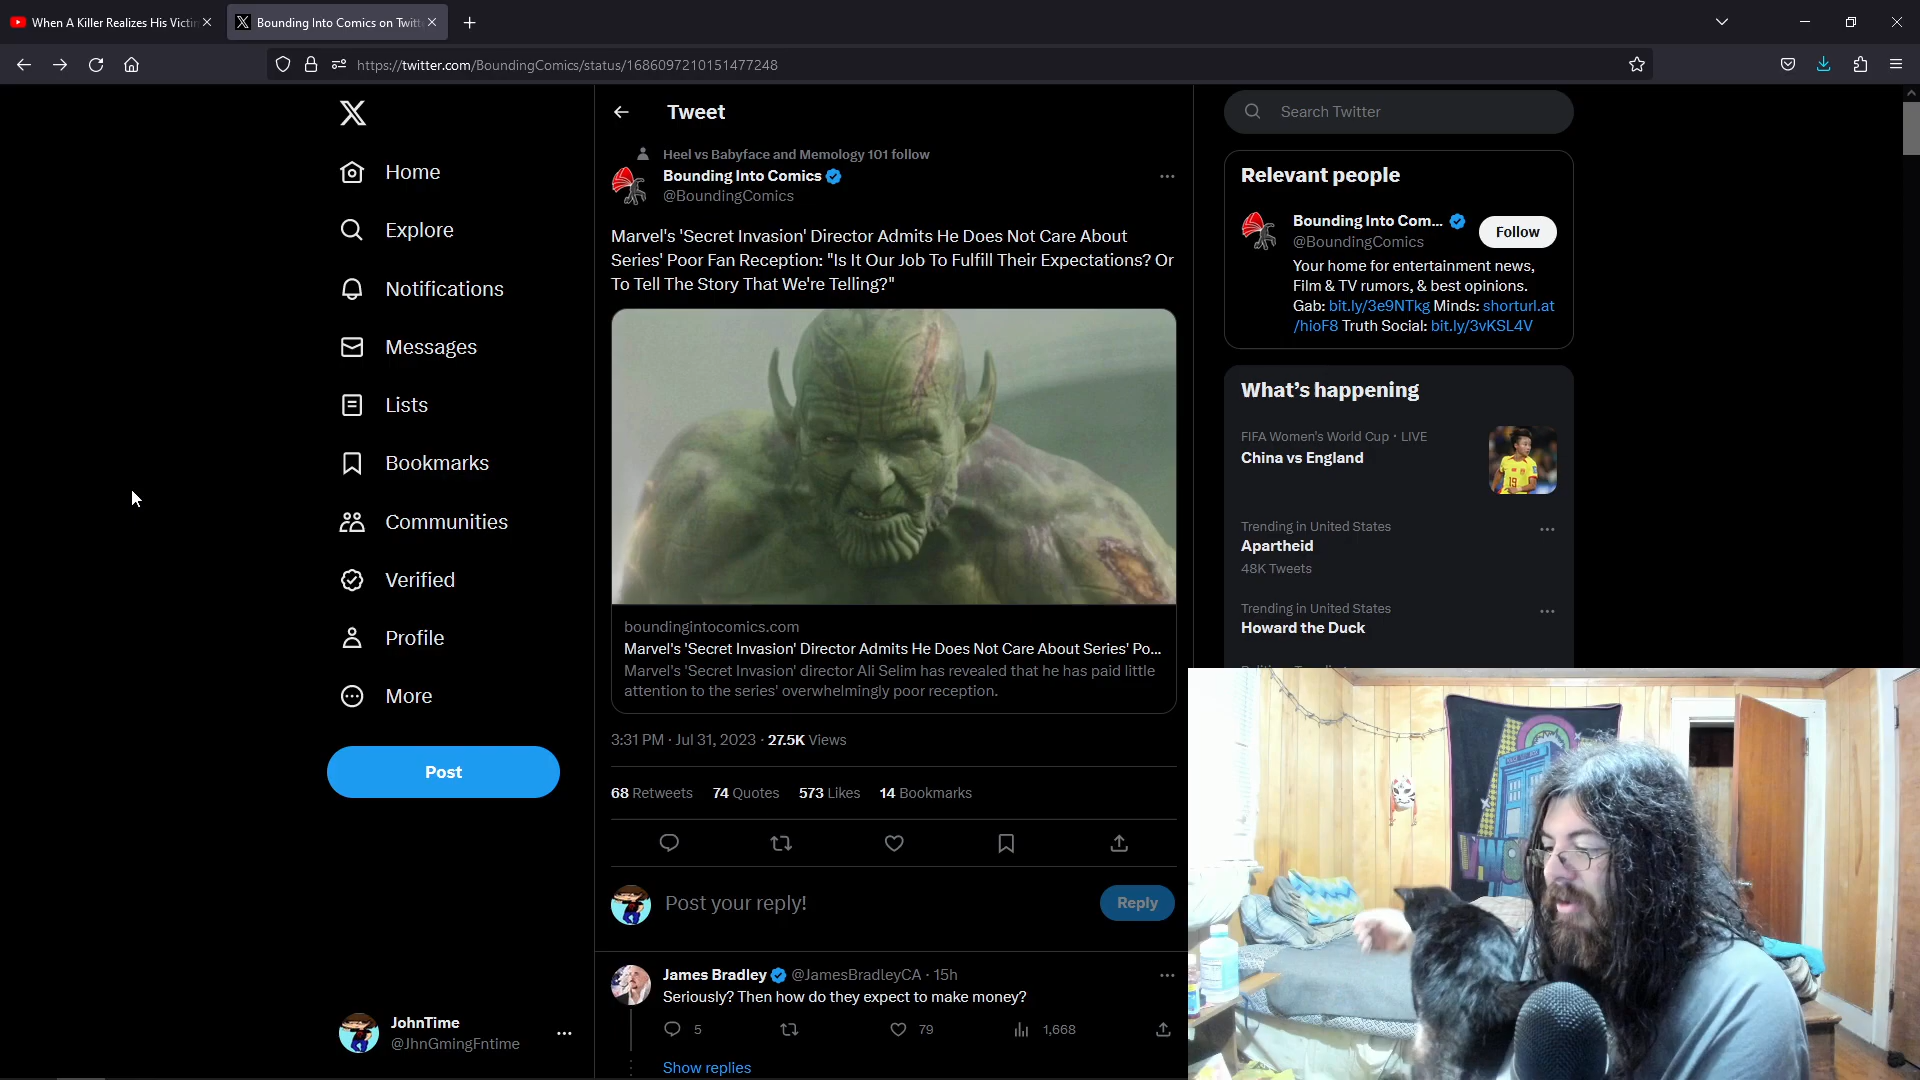 When A Killer Realizes His Victi
Bounding Into Comics on Twitt
https://twitter.com/BoundingComics/status/1686097210151477248
Home
Explore
Notifications
Messages
Lists
Bookmarks
Communities
Verified
Profile
More
Post
JohnTime
@JhnGmingFntime
Tweet
Heel vs Babyface and Memology 101 follow
Bounding Into Comics
@BoundingComics
Marvel's 'Secret Invasion' Director Admits He Does Not Care About
Series' Poor Fan Reception: "Is It Our Job To Fulfill Their Expectations? Or
To Tell The Story That We're Telling?"
boundingintocomics.com
Marvel's 'Secret Invasion' Director Admits He Does Not Care About Series' Po...
Marvel's 'Secret Invasion' director Ali Selim has revealed that he has paid little
attention to the series' overwhelmingly poor reception.
3:31 PM · Jul 31, 2023 · 27.5K Views
68 Retweets 74 Quotes 573 Likes 14 Bookmarks
Post your reply!
Reply
James Bradley @JamesBradleyCA · 15h
Seriously? Then how do they expect to make money?
5 79 1,668
Show replies
Search Twitter
Relevant people
Bounding Into Com...
@BoundingComics
Follow
Your home for entertainment news,
Film & TV rumors, & best opinions.
Gab: bit.ly/3e9NTkg Minds: shorturl.at
/hioF8 Truth Social: bit.ly/3vKSL4V
What's happening
FIFA Women's World Cup · LIVE
China vs England
19
Trending in United States
Apartheid
48K Tweets
Trending in United States
Howard the Duck